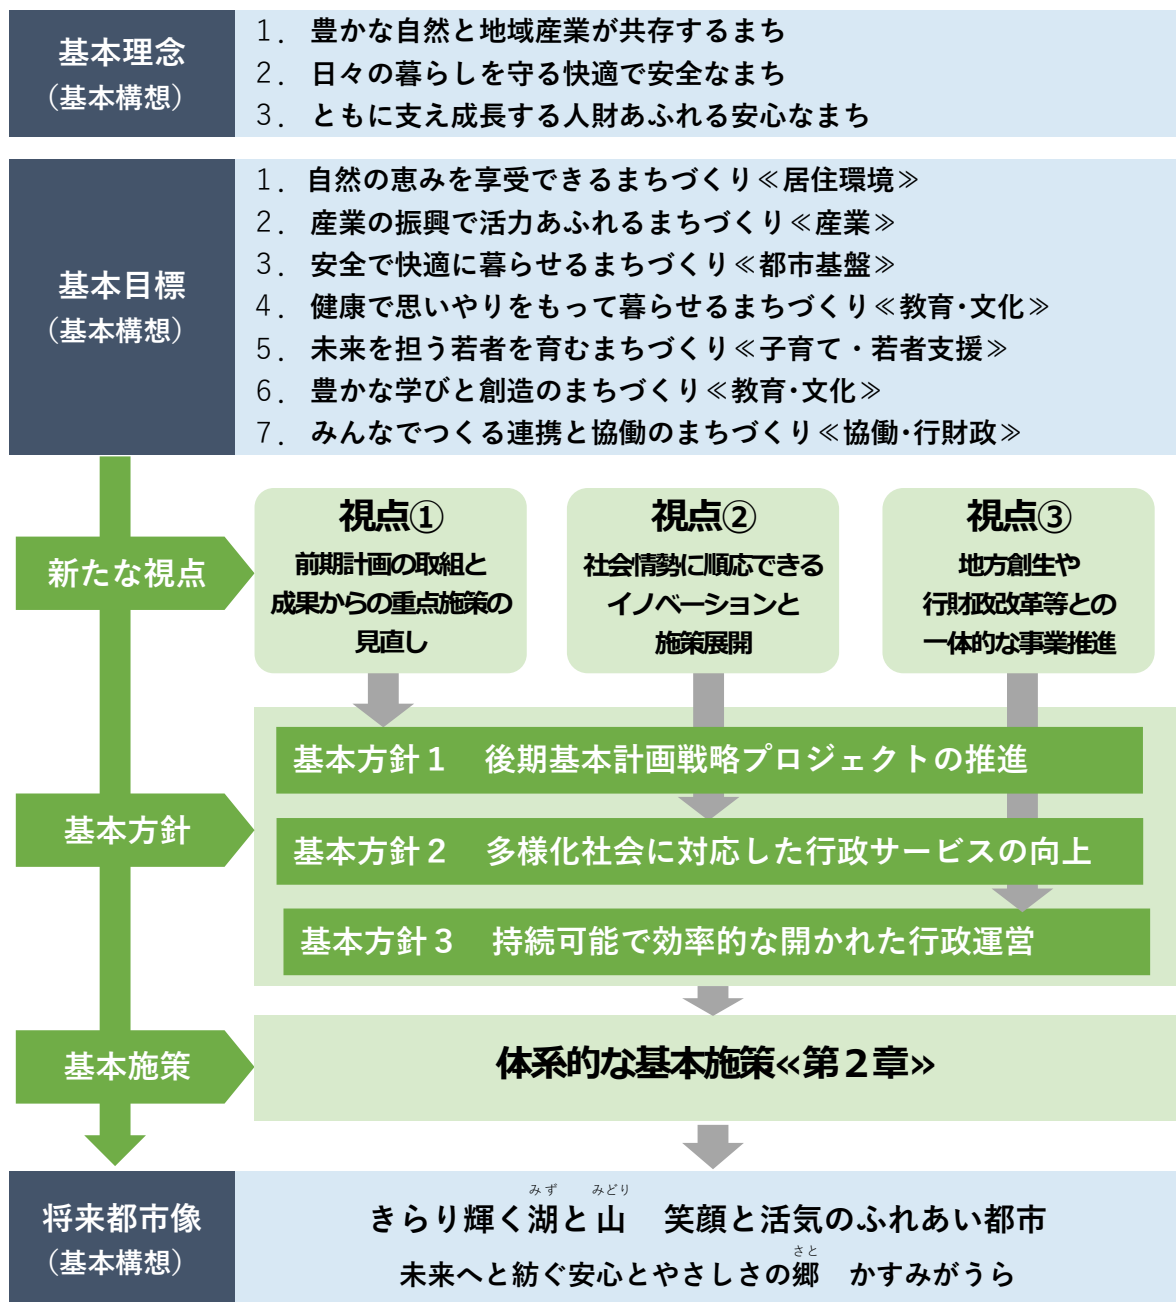 基本理念
（基本構想）
1．豊かな自然と地域産業が共存するまち
2．日々の暮らしを守る快適で安全なまち
3．ともに支え成長する人財あふれる安心なまち
基本目標
（基本構想）
1．自然の恵みを享受できるまちづくり≪居住環境≫
2．産業の振興で活力あふれるまちづくり≪産業≫
3．安全で快適に暮らせるまちづくり≪都市基盤≫
4．健康で思いやりをもって暮らせるまちづくり≪教育･文化≫
5．未来を担う若者を育むまちづくり≪子育て・若者支援≫
6．豊かな学びと創造のまちづくり≪教育･文化≫
7．みんなでつくる連携と協働のまちづくり≪協働･行財政≫
新たな視点
視点①
前期計画の取組と
成果からの重点施策の
見直し
視点②
社会情勢に順応できる
イノベーションと
施策展開
視点③
地方創生や
行財政改革等との
一体的な事業推進
基本方針
基本方針１　後期基本計画戦略プロジェクトの推進
基本方針２　多様化社会に対応した行政サービスの向上
基本方針３　持続可能で効率的な開かれた行政運営
基本施策
体系的な基本施策≪第２章≫
将来都市像
（基本構想）
みず　みどり
きらり輝く湖と山　笑顔と活気のふれあい都市
さと
未来へと紡ぐ安心とやさしさの郷　かすみがうら